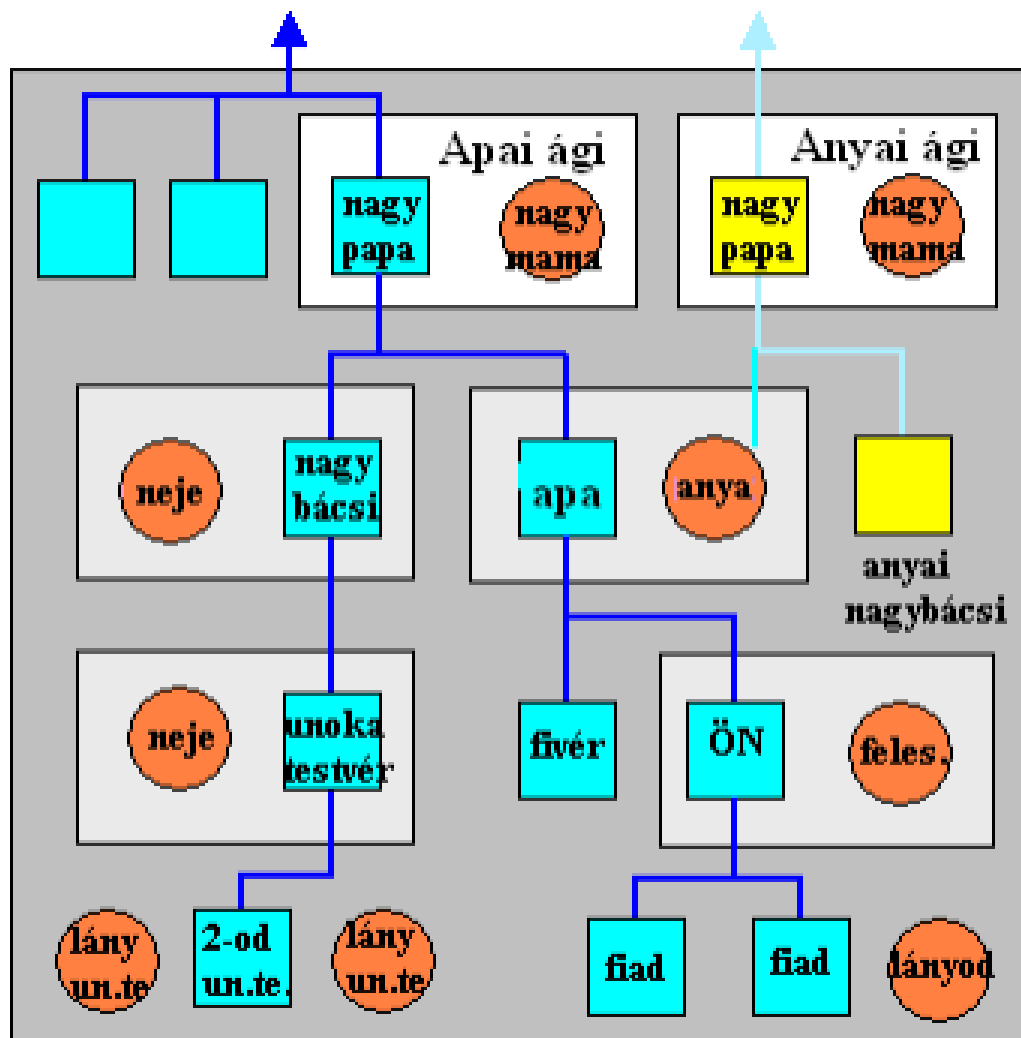 Apai ági
nagy
papa
nagy
mama
Anyai ági
nagy
papa
nagy
mama
neje
nagy
bácsi
apa
anya
anyai
nagybácsi
neje
unoka
testvér
fivér
ÖN
feles.
lány
un.te
2-od
un.te.
lány
un.te
fiad
fiad
lányod